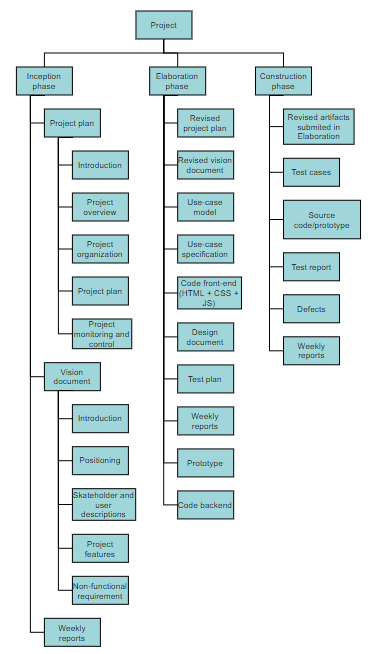 Project
Inception
phase
Project plan
Introduction
Project
overview
Project
organization
Project plan
Project
monitoring and
control
Vision
document
Introduction
Positioning
Skateholder and
user
descriptions
Project
features
Non-functional
requirement
Weekly
reports
Elaboration
phase
Revised
project plan
Revised vision
document
Use-case
model
Use-case
specification
Code front-end
(HTML + CSS +
JS)
Design
document
Test plan
Weekly
reports
Prototype
Code backend
Construction
phase
Revised artifacts
submited in
Elaboration
Test cases
Source
code/prototype
Test report
Defects
Weekly
reports